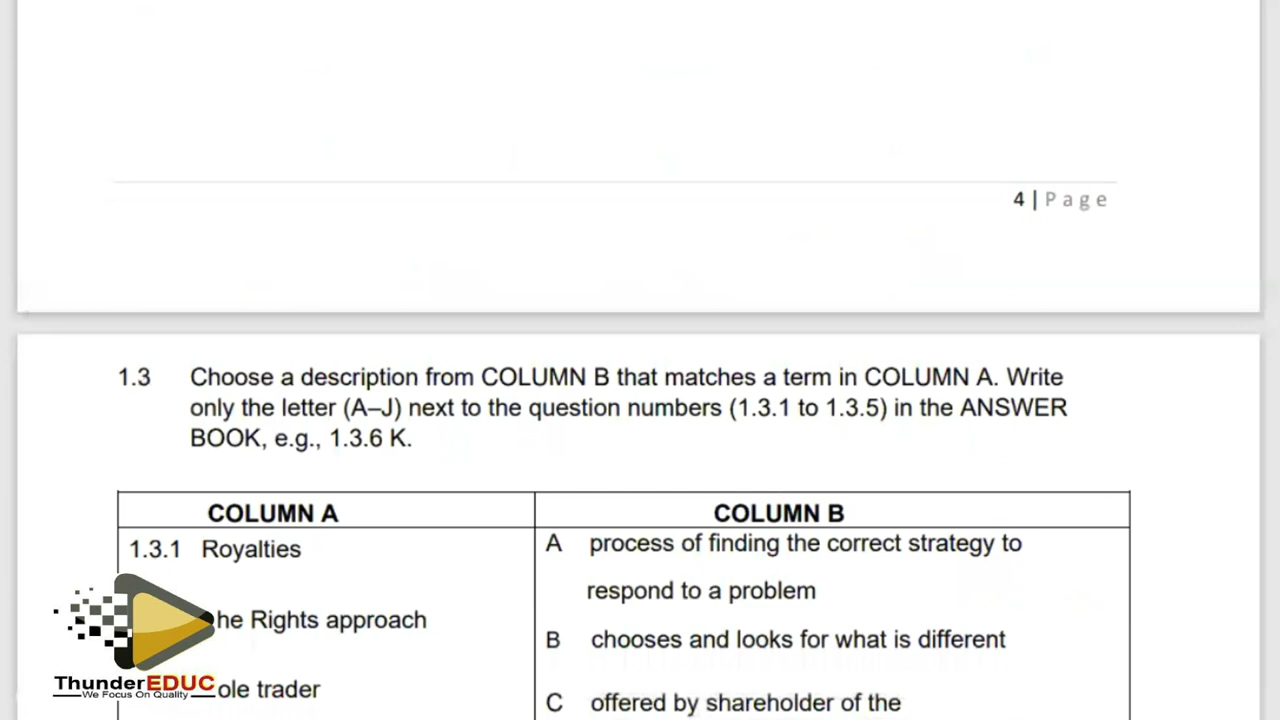 4 | Page
1.3 Choose a description from COLUMN B that matches a term in COLUMN A. Write
only the letter (A–J) next to the question numbers (1.3.1 to 1.3.5) in the ANSWER
BOOK, e.g., 1.3.6 K.
COLUMN A
1.3.1 Royalties
he Rights approach
ole trader
COLUMN B
A process of finding the correct strategy to
respond to a problem
B chooses and looks for what is different
C offered by shareholder of the
ThunderEDUC
We Focus On Quality